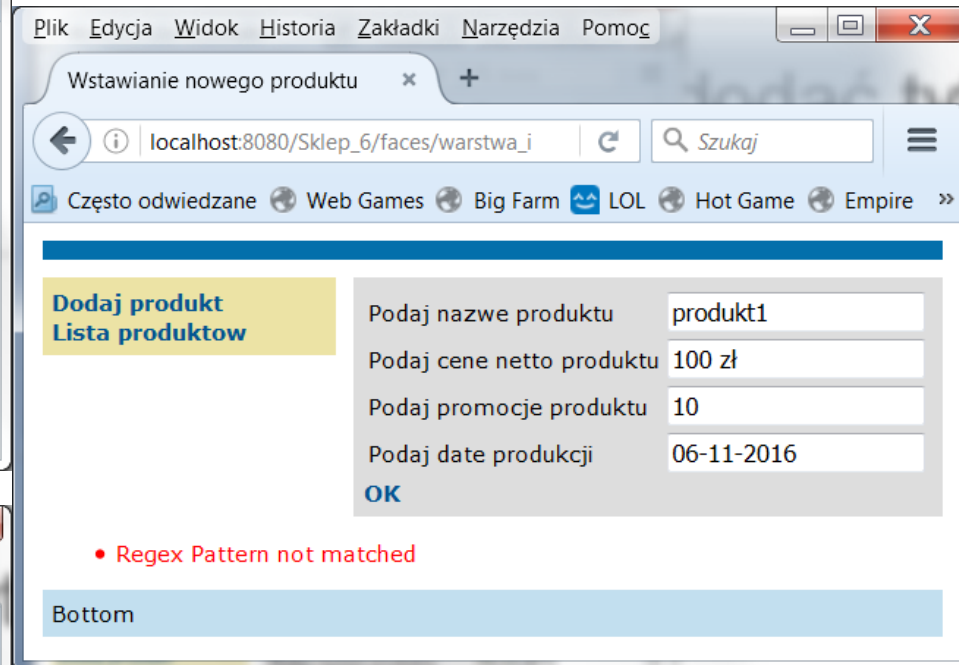 Plik Edycja Widok Historia Zakładki Narzędzia Pomoc
Wstawianie nowego produktu
localhost:8080/Sklep_6/faces/warstwa_i
Szukaj
Często odwiedzane Web Games Big Farm LOL Hot Game Empire »
Dodaj produkt
Lista produktow
Podaj nazwe produktu produkt1
Podaj cene netto produktu 100 zł
Podaj promocje produktu 10
Podaj date produkcji 06-11-2016
OK
Regex Pattern not matched
Bottom